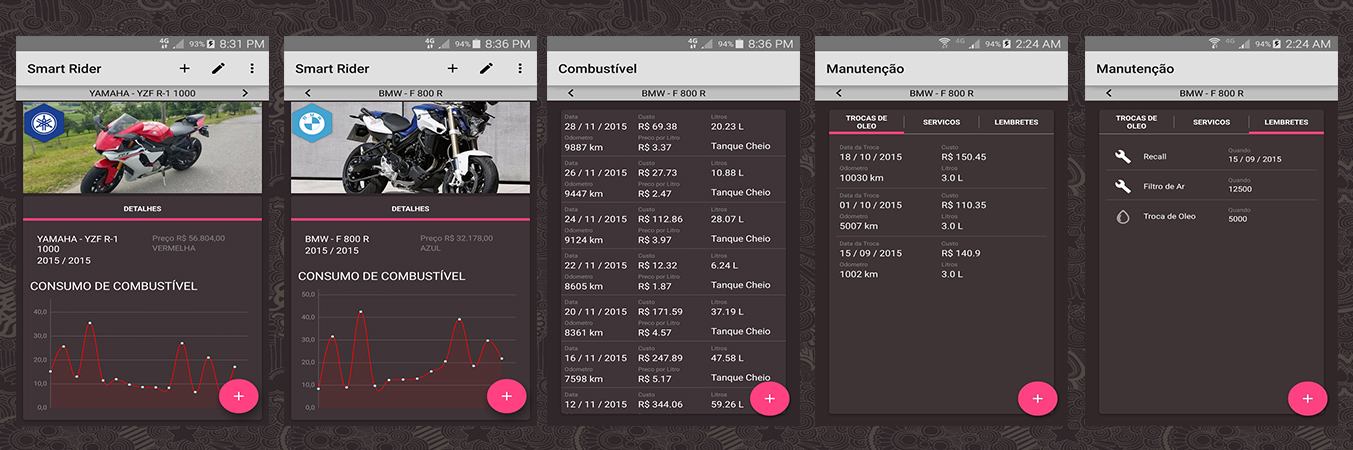 4G 93% 8:31 PM
Smart Rider
YAMAHA - YZF R-1 1000
DETALHES
YAMAHA - YZF R-1
1000
2015 / 2015
Preço R$ 56.804,00
VERMELHA
CONSUMO DE COMBUSTÍVEL
40,0
30,0
20,0
10,0
0,0
4G 94% 8:36 PM
Smart Rider
BMW - F 800 R
DETALHES
BMW - F 800 R
2015 / 2015
Preço R$ 32.178,00
AZUL
CONSUMO DE COMBUSTÍVEL
50,0
40,0
30,0
20,0
10,0
0,0
4G 94% 8:36 PM
Combustível
BMW - F 800 R
Data Custo Litros
28 / 11 / 2015 R$ 69.38 20.23 L
Odometro Preco por Litro
9887 km R$ 3.37 Tanque Cheio
Data Custo Litros
26 / 11 / 2015 R$ 27.73 10.88 L
Odometro Preco por Litro
9447 km R$ 2.47 Tanque Cheio
Data Custo Litros
24 / 11 / 2015 R$ 112.86 28.07 L
Odometro Preco por Litro
9124 km R$ 3.97 Tanque Cheio
Data Custo Litros
22 / 11 / 2015 R$ 12.32 6.24 L
Odometro Preco por Litro
8605 km R$ 1.87 Tanque Cheio
Data Custo Litros
20 / 11 / 2015 R$ 171.59 37.19 L
Odometro Preco por Litro
8361 km R$ 4.57 Tanque Cheio
Data Custo Litros
16 / 11 / 2015 R$ 247.89 47.58 L
Odometro Preco por Litro
7598 km R$ 5.17 Tanque Cheio
Data Custo Litros
12 / 11 / 2015 R$ 344.06 59.26 L
4G 94% 2:24 AM
Manutenção
BMW - F 800 R
TROCAS DE
OLEO
SERVICOS
LEMBRETES
Data da Troca Custo
18 / 10 / 2015 R$ 150.45
Odometro Litros
10030 km 3.0 L
Data da Troca Custo
01 / 10 / 2015 R$ 110.35
Odometro Litros
5007 km 3.0 L
Data da Troca Custo
15 / 09 / 2015 R$ 140.9
Odometro Litros
1002 km 3.0 L
4G 94% 2:24 AM
Manutenção
BMW - F 800 R
TROCAS DE
OLEO
SERVICOS
LEMBRETES
Recall
Quando
15 / 09 / 2015
Filtro de Ar
Quando
12500
Troca de Oleo
Quando
5000